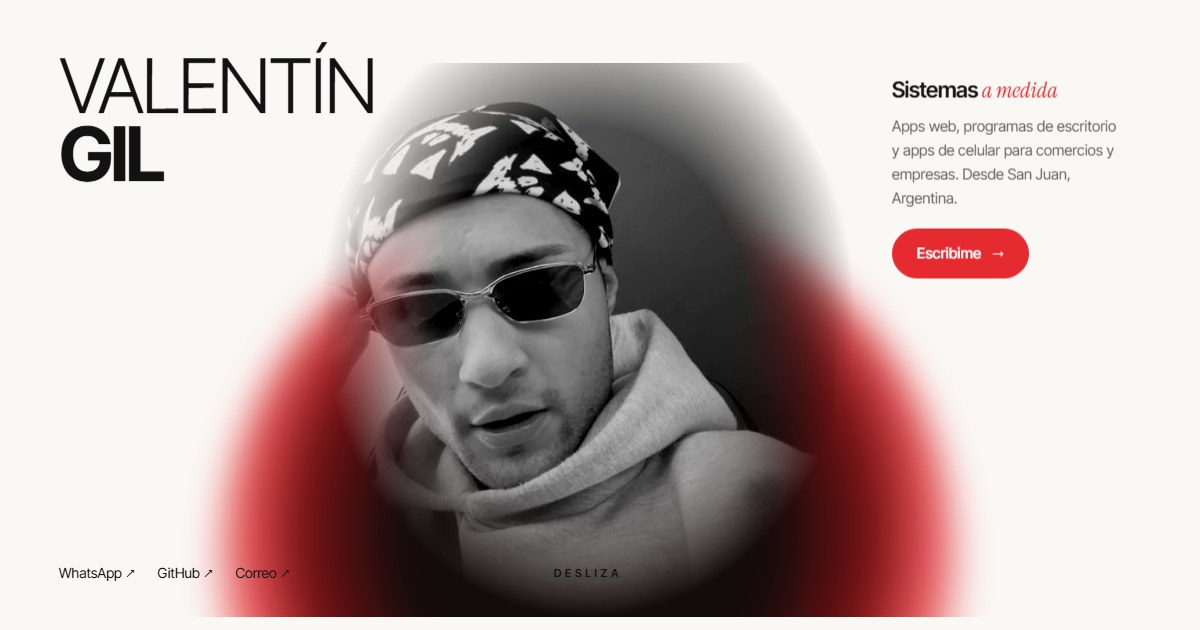 VALENTÍN
GIL
Sistemas a medida
Apps web, programas de escritorio
y apps de celular para comercios y
empresas. Desde San Juan,
Argentina.
Escribime →
WhatsApp ↗ GitHub ↗ Correo ↗
DESLIZA